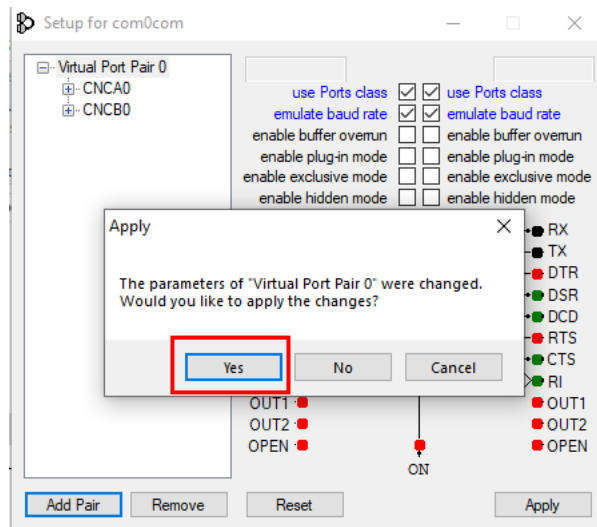 Setup for com0com
Virtual Port Pair 0
CNCA0
CNCB0
use Ports class use Ports class
emulate baud rate emulate baud rate
enable buffer overrun enable buffer overrun
enable plug-in mode enable plug-in mode
enable exclusive mode enable exclusive mode
enable hidden mode enable hidden mode
Apply
The parameters of "Virtual Port Pair 0" were changed.
Would you like to apply the changes?
Yes No Cancel
RX
TX
DTR
DSR
DCD
RTS
CTS
RI
OUT1 OUT1
OUT2 OUT2
OPEN OPEN
ON
Add Pair Remove Reset Apply